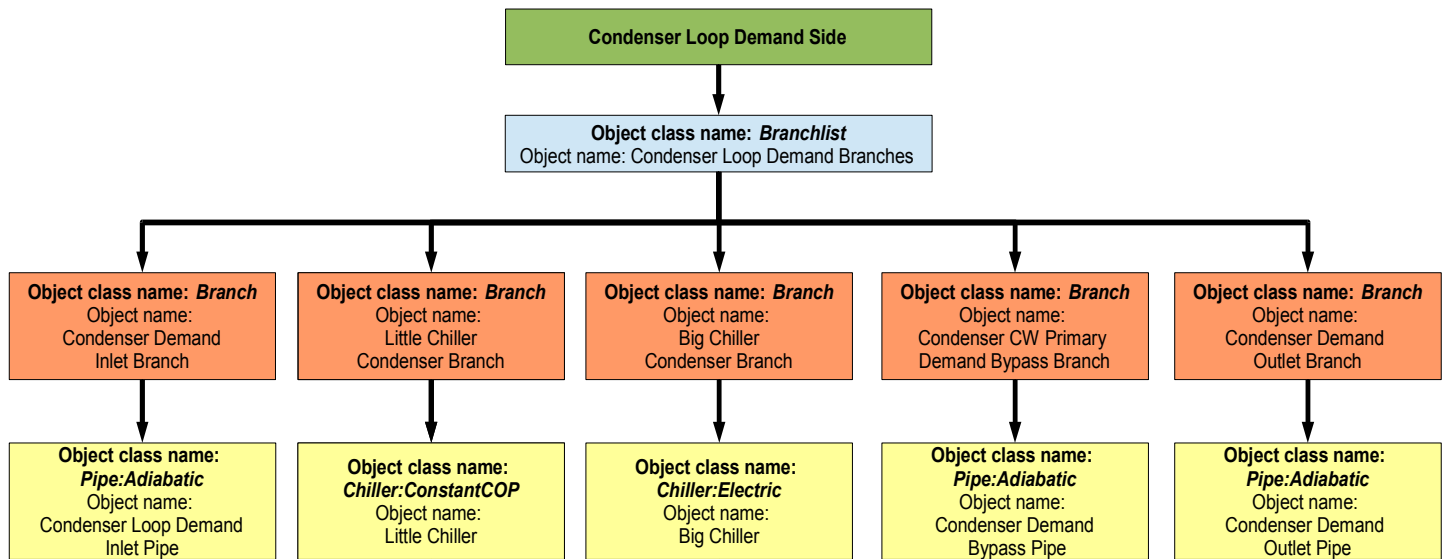 Condenser Loop Demand Side
Object class name: Branchlist
Object name: Condenser Loop Demand Branches
Object class name: Branch
Object name:
Condenser Demand
Inlet Branch
Object class name: Branch
Object name:
Little Chiller
Condenser Branch
Object class name: Branch
Object name:
Big Chiller
Condenser Branch
Object class name: Branch
Object name:
Condenser CW Primary
Demand Bypass Branch
Object class name: Branch
Object name:
Condenser Demand
Outlet Branch
Object class name:
Pipe:Adiabatic
Object name:
Condenser Loop Demand
Inlet Pipe
Object class name:
Chiller:ConstantCOP
Object name:
Little Chiller
Object class name:
Chiller:Electric
Object name:
Big Chiller
Object class name:
Pipe:Adiabatic
Object name:
Condenser Demand
Bypass Pipe
Object class name:
Pipe:Adiabatic
Object name:
Condenser Demand
Outlet Pipe